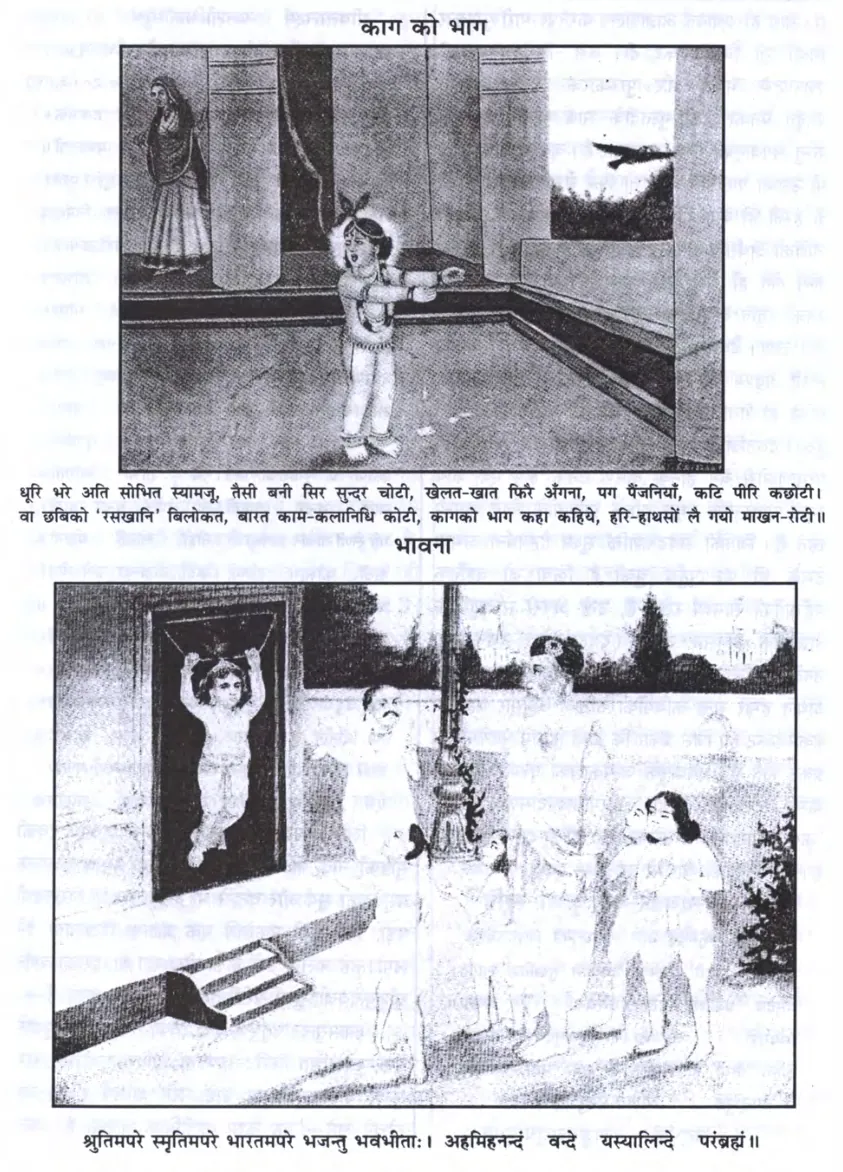 काग को भाग
धूरि भरे अति सोभित स्यामजू, तैसी बनी सिर सुन्दर चोटी, खेलत-खात फिरैं अँगना, पग पैंजनियाँ, कटि पीरि कछोटी।
वा छबिको 'रसखानि' बिलोकत, बारत काम-कलानिधि कोटी, कागको भाग कहा कहिये, हरि-हाथसों लै गयो माखन-रोटी॥
भावना
श्रुतिमपरे स्मृतिमपरे भारतमपरे भजन्तु भवभीताः। अहमिहनन्दं वन्दे यस्यालिन्दे परंब्रह्म॥